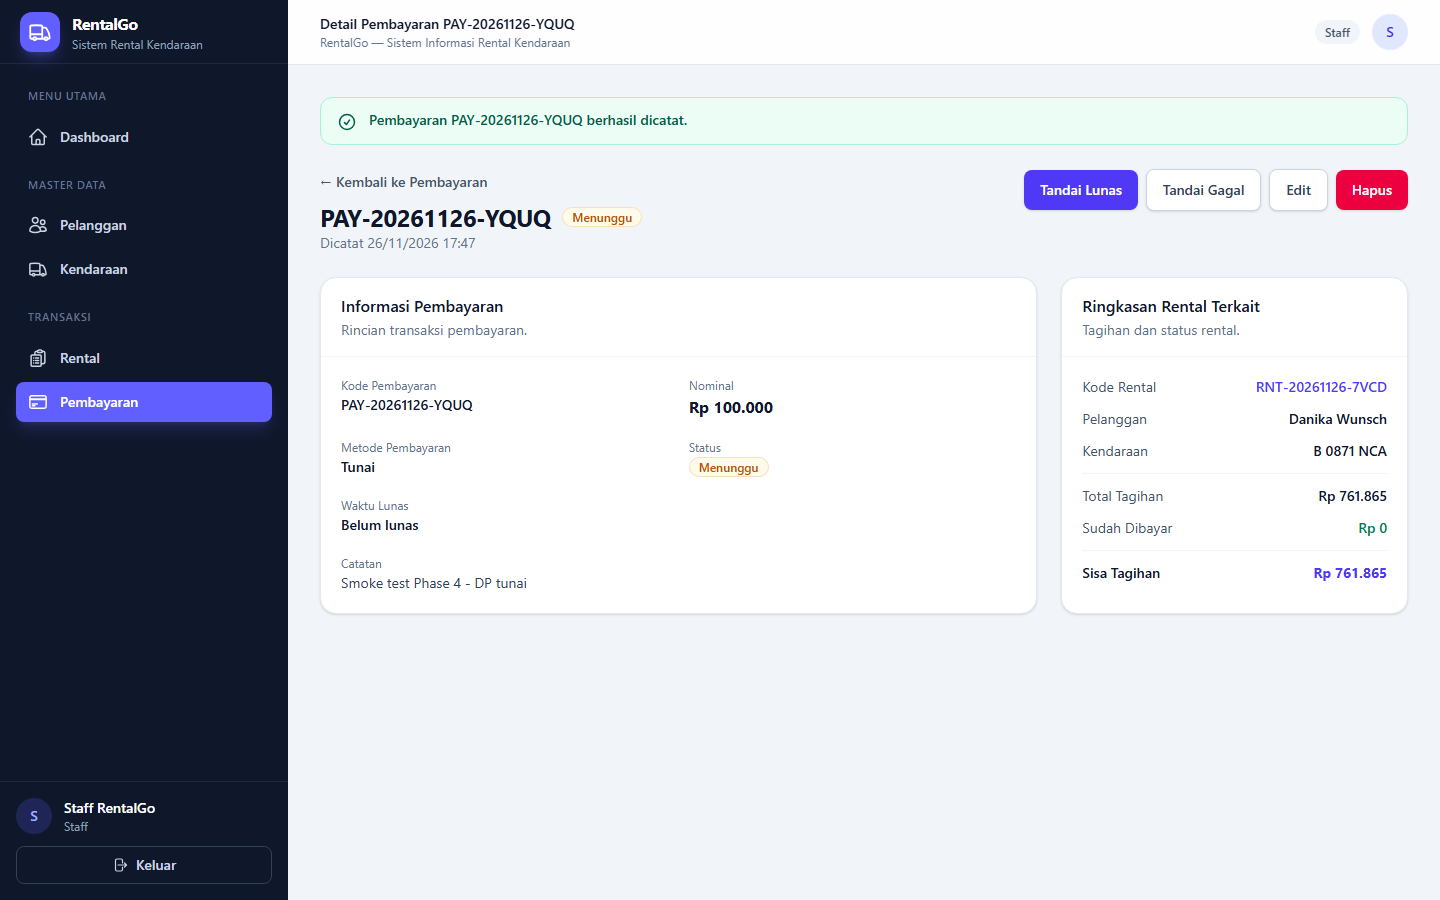 RentalGo
Sistem Rental Kendaraan
MENU UTAMA
Dashboard
MASTER DATA
Pelanggan
Kendaraan
TRANSAKSI
Rental
Pembayaran
S
Staff RentalGo
Staff
Keluar
Detail Pembayaran PAY-20261126-YQUQ
RentalGo — Sistem Informasi Rental Kendaraan
Staff
S
Pembayaran PAY-20261126-YQUQ berhasil dicatat.
← Kembali ke Pembayaran
PAY-20261126-YQUQ Menunggu
Dicatat 26/11/2026 17:47
Tandai Lunas
Tandai Gagal
Edit
Hapus
Informasi Pembayaran
Rincian transaksi pembayaran.
Kode Pembayaran
PAY-20261126-YQUQ
Nominal
Rp 100.000
Metode Pembayaran
Tunai
Status
Menunggu
Waktu Lunas
Belum lunas
Catatan
Smoke test Phase 4 - DP tunai
Ringkasan Rental Terkait
Tagihan dan status rental.
Kode Rental RNT-20261126-7VCD
Pelanggan Danika Wunsch
Kendaraan B 0871 NCA
Total Tagihan Rp 761.865
Sudah Dibayar Rp 0
Sisa Tagihan Rp 761.865